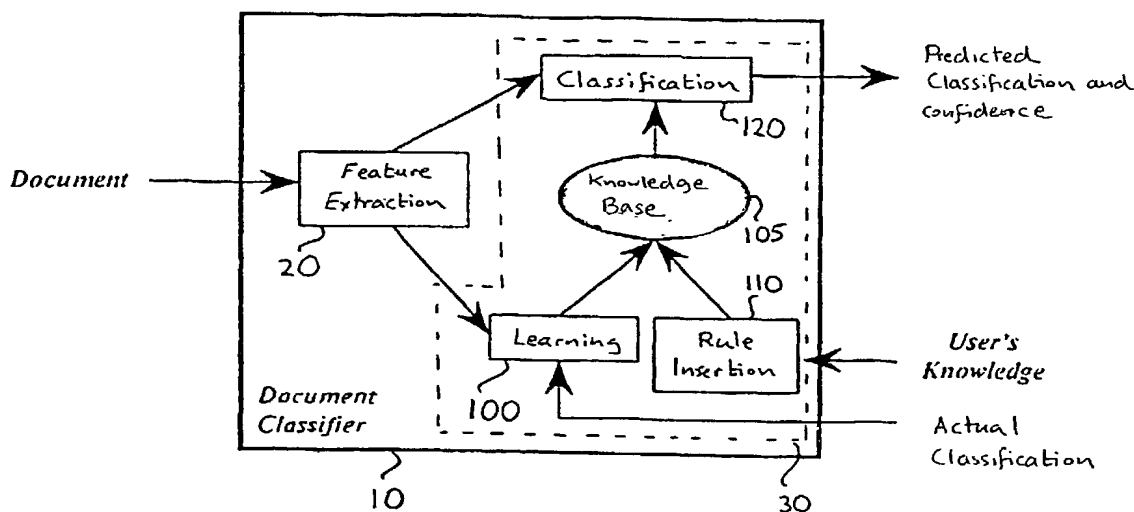 Predicted
Classification and
confidence
Classification
120
Document
Feature
Extraction
20
Knowledge
Base
105
110
Learning
100
Rule
Insertion
User's
Knowledge
Document
Classifier
Actual
Classification
10
30